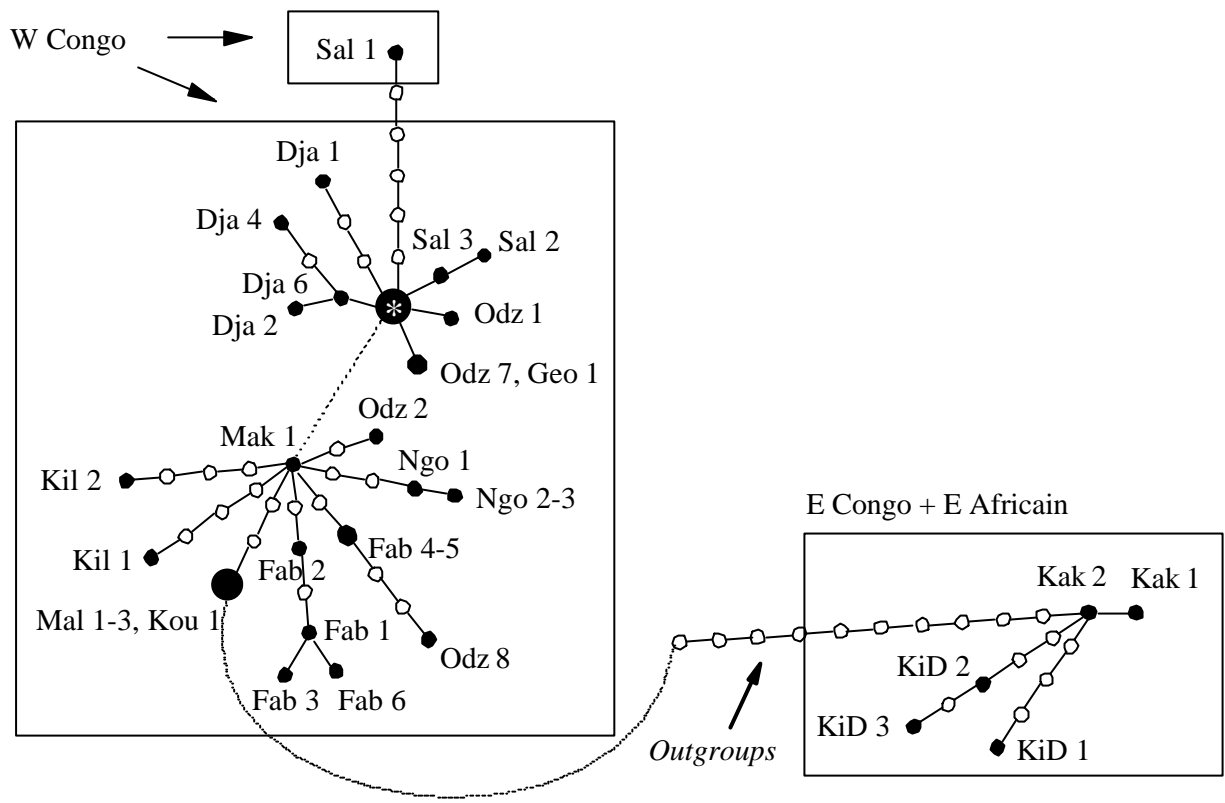 W Congo
Sal 1
Dja 1
Dja 4
Sal 3 Sal 2
Dja 6
*
Odz 1
Dja 2
Odz 7, Geo 1
Odz 2
Mak 1
Ngo 1
Kil 2
Ngo 2-3
E Congo + E Africain
Fab 4-5
Kil 1
Fab 2
Kak 2 Kak 1
Mal 1-3, Kou 1
Fab 1
Odz 8
KiD 2
Fab 3 Fab 6
KiD 3
Outgroups
KiD 1